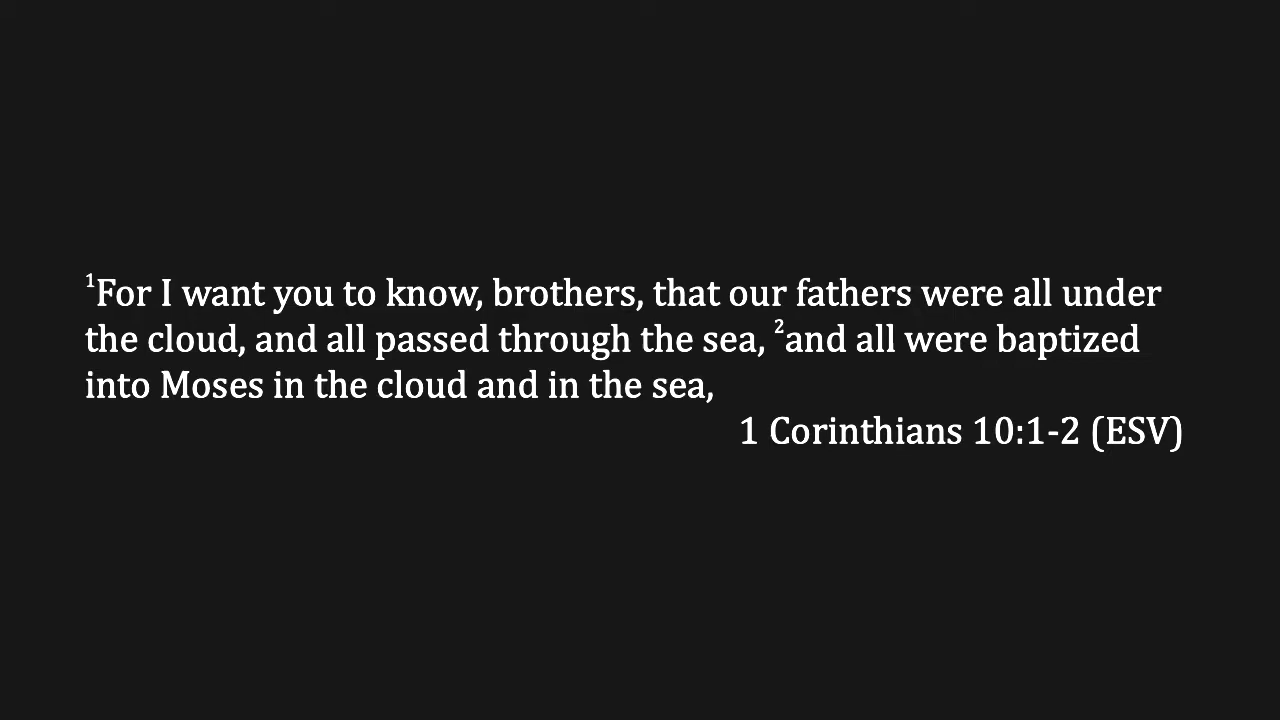 ¹For I want you to know, brothers, that our fathers were all under
the cloud, and all passed through the sea, ²and all were baptized
into Moses in the cloud and in the sea,
1 Corinthians 10:1-2 (ESV)